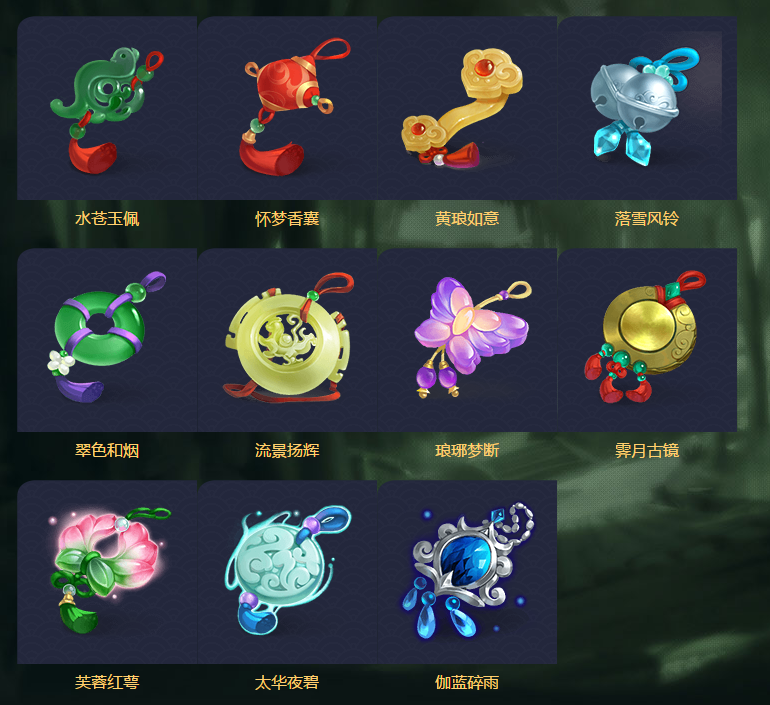 水苍玉佩
怀梦香囊
黄琅如意
落雪风铃
翠色和烟
流景扬辉
琅琊梦断
霁月古镜
芙蓉红萼
太华夜碧
伽蓝碎雨